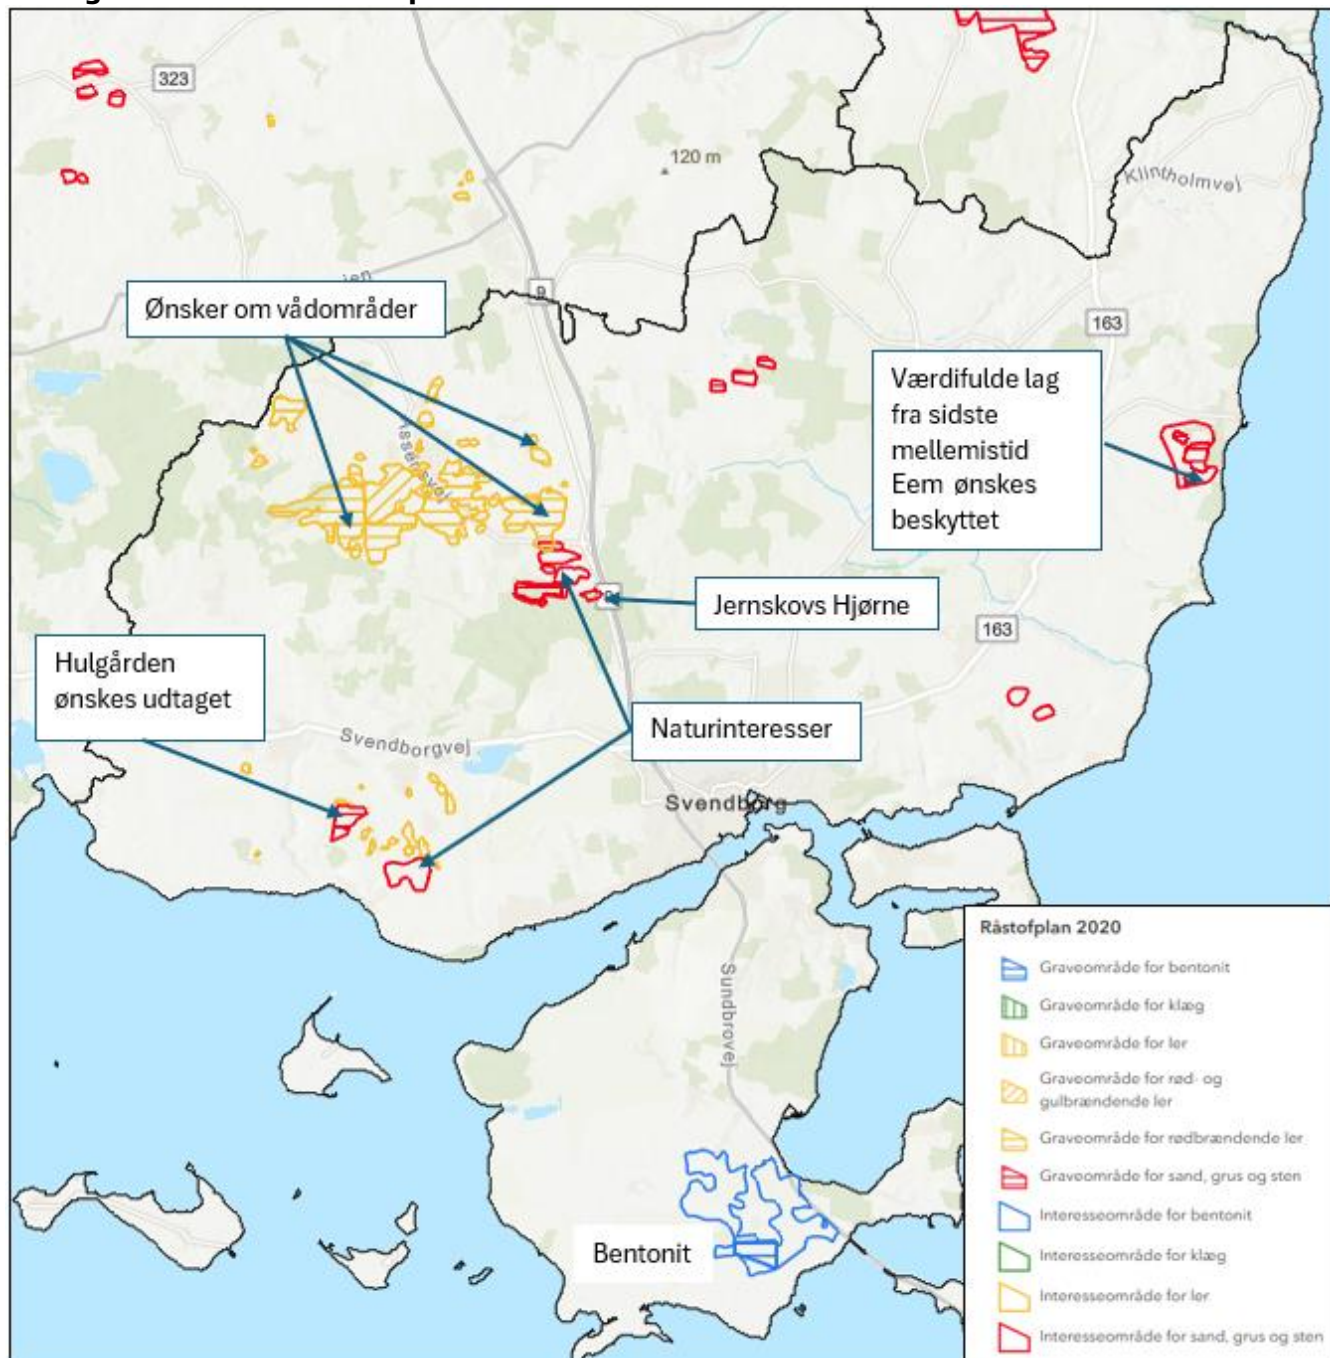 323
120 m
Klintholmvej
Ønsker om vådområder
9
163
Værdifulde lag
fra sidste
mellemistid
Eem ønskes
beskyttet
Assensvej
Jernskovs Hjørne
163
Hulgården
ønskes udtaget
Naturinteresser
Svendborgvej
Svendborg
Sundbrovej
Bentonit
Råstofplan 2020
Graveområde for bentonit
Graveområde for klæg
Graveområde for ler
Graveområde for rød- og
gulbrændende ler
Graveområde for rødbrændende ler
Graveområde for sand, grus og sten
Interesseområde for bentonit
Interesseområde for klæg
Interesseområde for ler
Interesseområde for sand, grus og sten